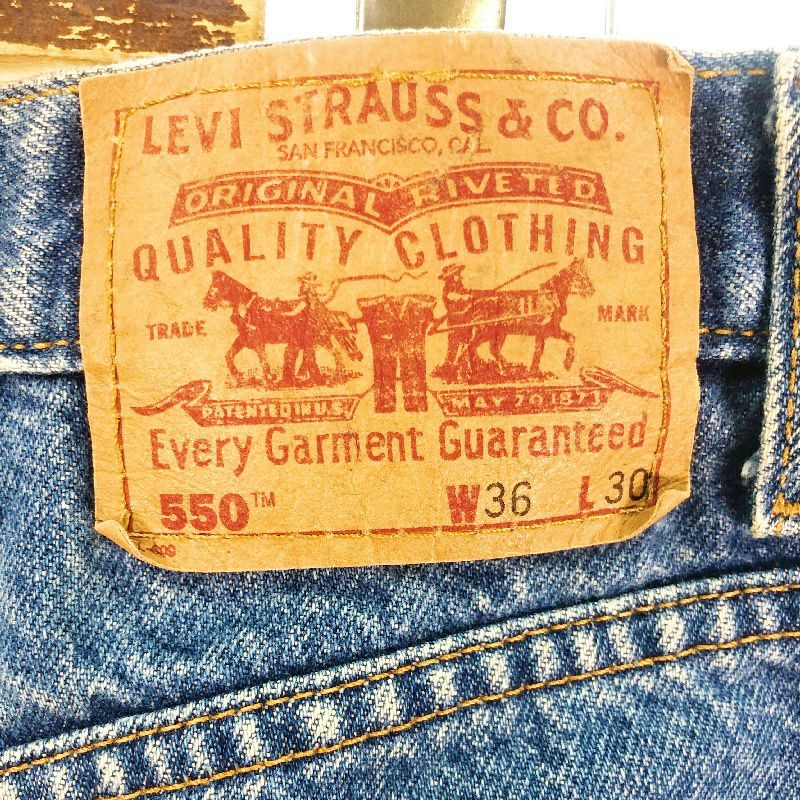 LEVI STRAUSS & CO.
SAN FRANCISCO, CAL.
ORIGINAL RIVETED
QUALITY CLOTHING
TRADE MARK
PATENTED IN U.S. MAY 20 1873
Every Garment Guaranteed
550™ W36 L 30